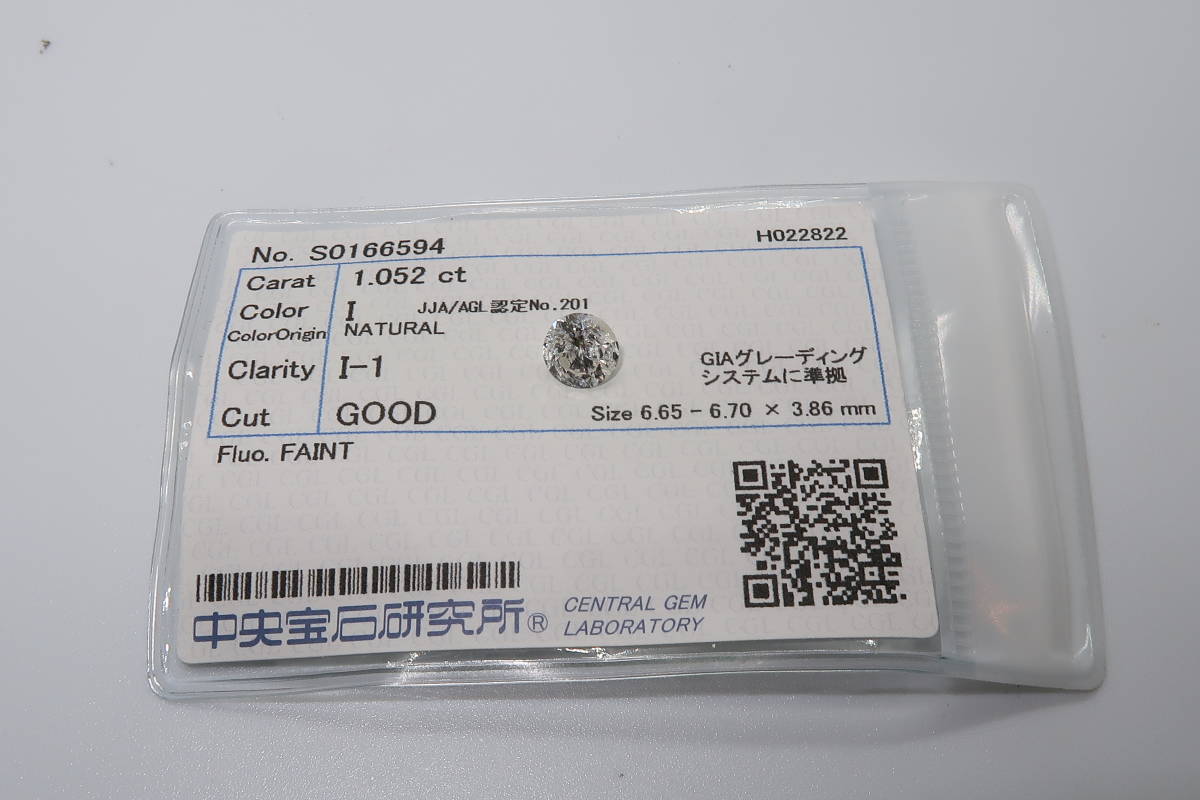 No. S0166594 H022822
Carat 1.052 ct
Color I JJA/AGL認定No.201
ColorOrigin NATURAL
Clarity I-1
GIAグレーディング
システムに準拠
Cut GOOD Size 6.65 - 6.70 × 3.86 mm
Fluo. FAINT
中央宝石研究所® CENTRAL GEM
LABORATORY